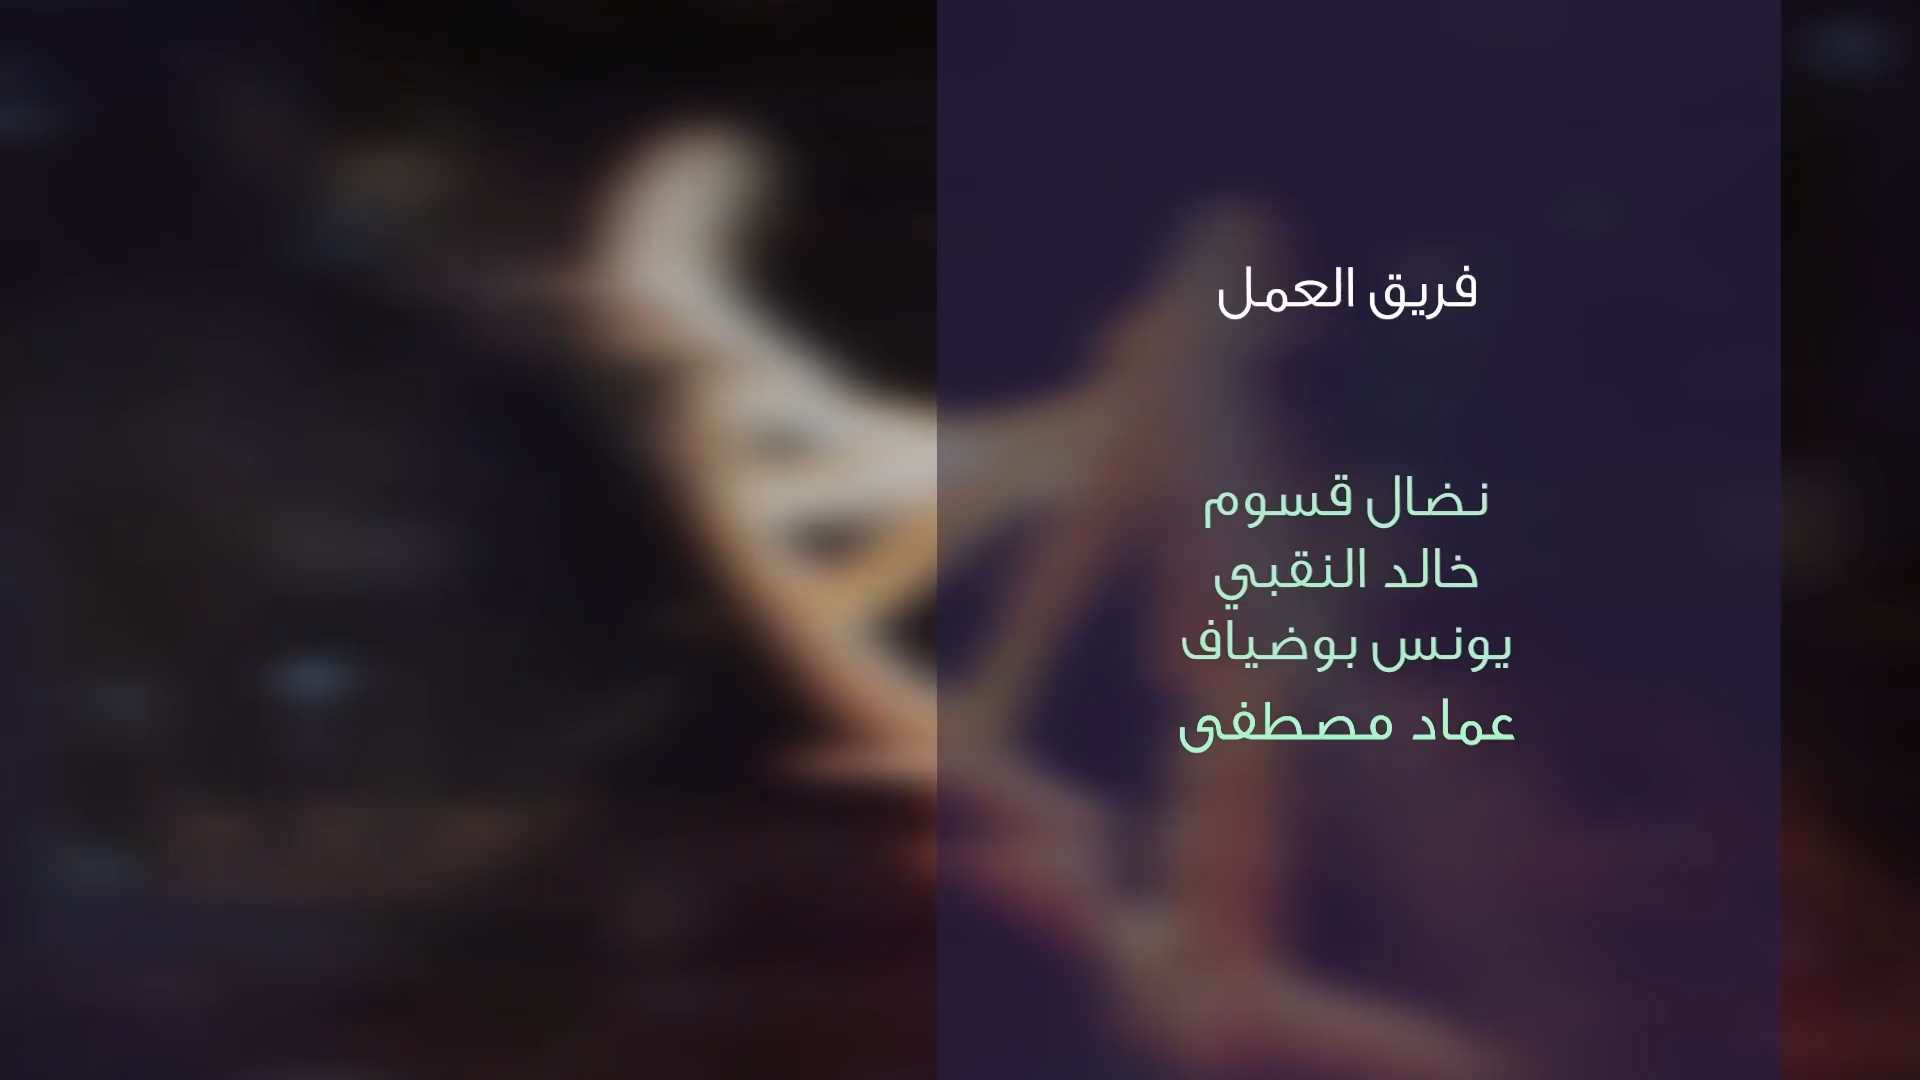 فريق العمل
نضال قسوم
خالد النقبي
يونس بوضياف
عماد مصطفى